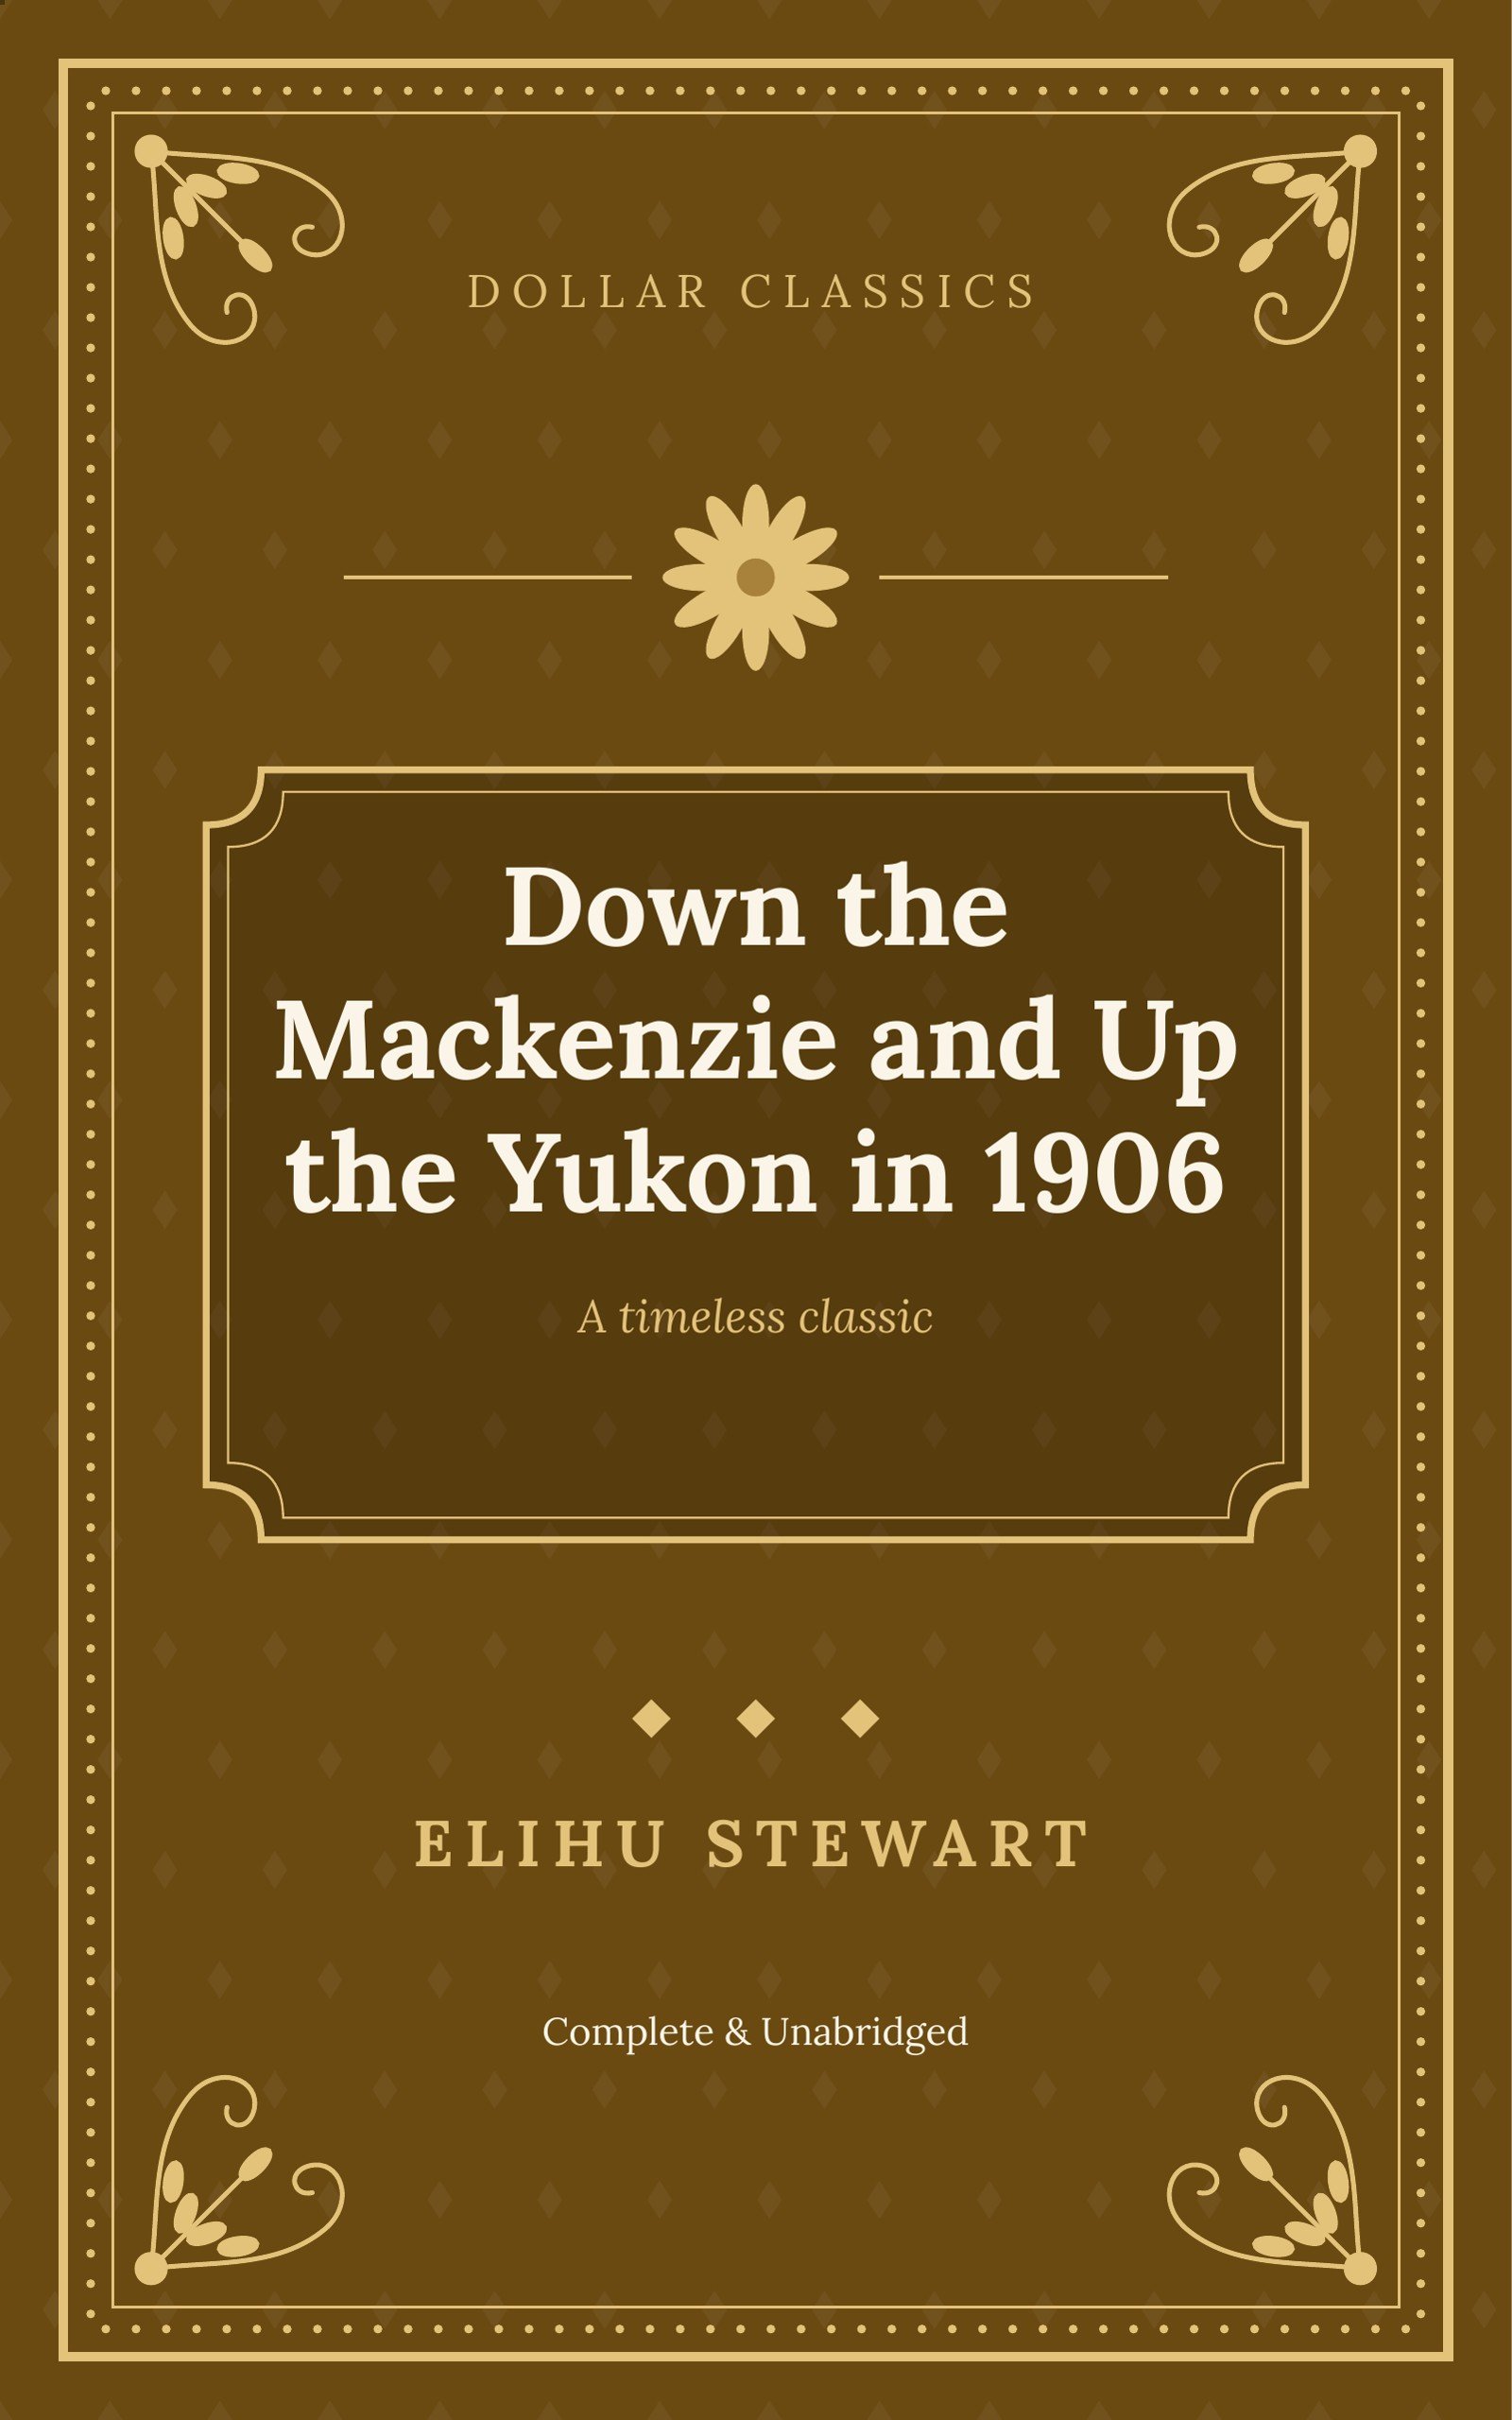 DOLLAR CLASSICS
Down the
Mackenzie and Up
the Yukon in 1906
A timeless classic
ELIHU STEWART
Complete & Unabridged